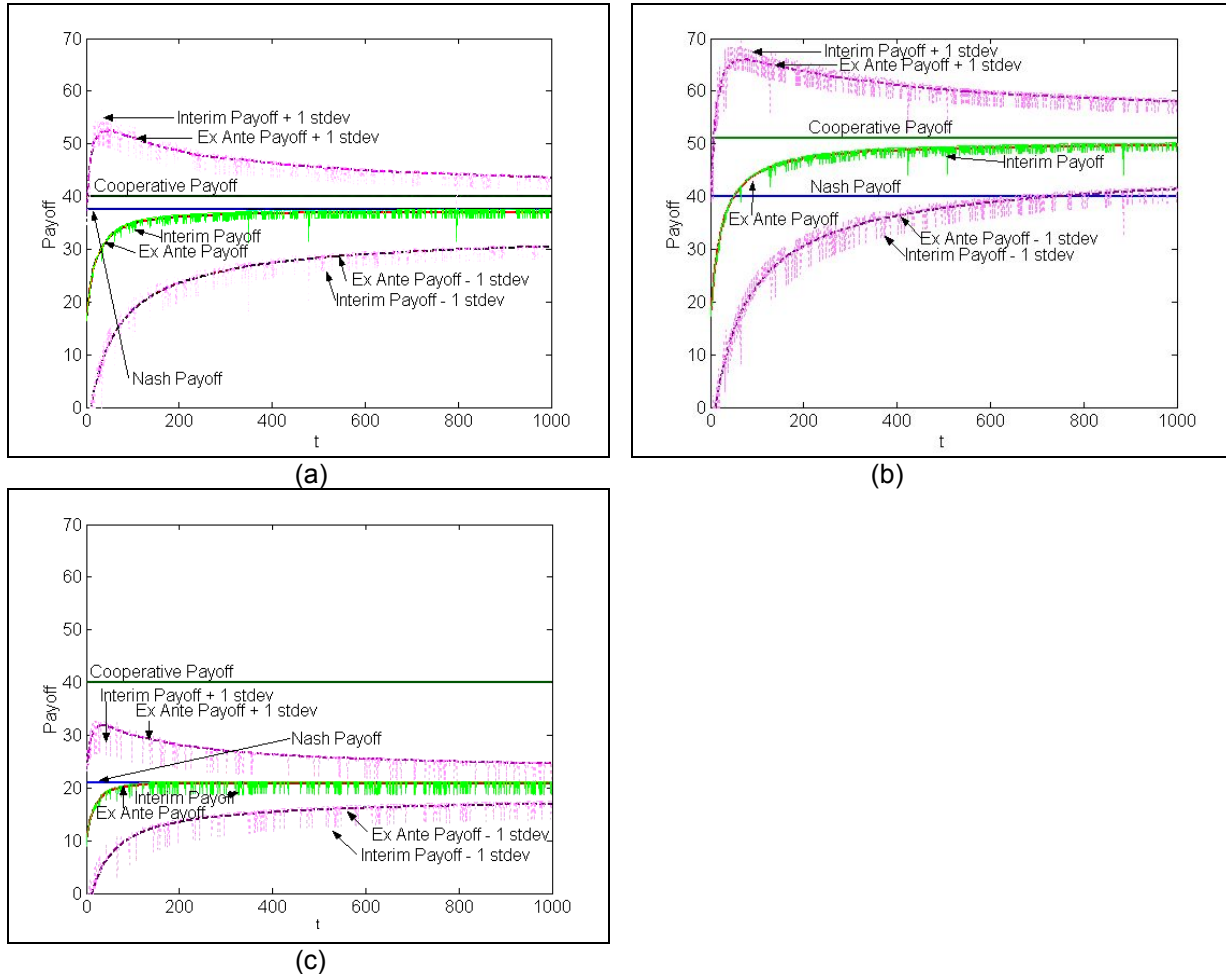 70
60
50
40
30
20
10
0
Payoff
Interim Payoff + 1 stdev
Ex Ante Payoff + 1 stdev
Cooperative Payoff
Interim Payoff
Ex Ante Payoff
Ex Ante Payoff - 1 stdev
Interim Payoff - 1 stdev
Nash Payoff
0 200 400 600 800 1000
t
(a)
70
60
50
40
30
20
10
0
Payoff
Interim Payoff + 1 stdev
Ex Ante Payoff + 1 stdev
Cooperative Payoff
Interim Payoff
Nash Payoff
Ex Ante Payoff
Ex Ante Payoff - 1 stdev
Interim Payoff - 1 stdev
0 200 400 600 800 1000
t
(b)
70
60
50
40
30
20
10
0
Payoff
Cooperative Payoff
Interim Payoff + 1 stdev
Ex Ante Payoff + 1 stdev
Nash Payoff
Interim Payoff
Ex Ante Payoff
Ex Ante Payoff - 1 stdev
Interim Payoff - 1 stdev
0 200 400 600 800 1000
t
(c)